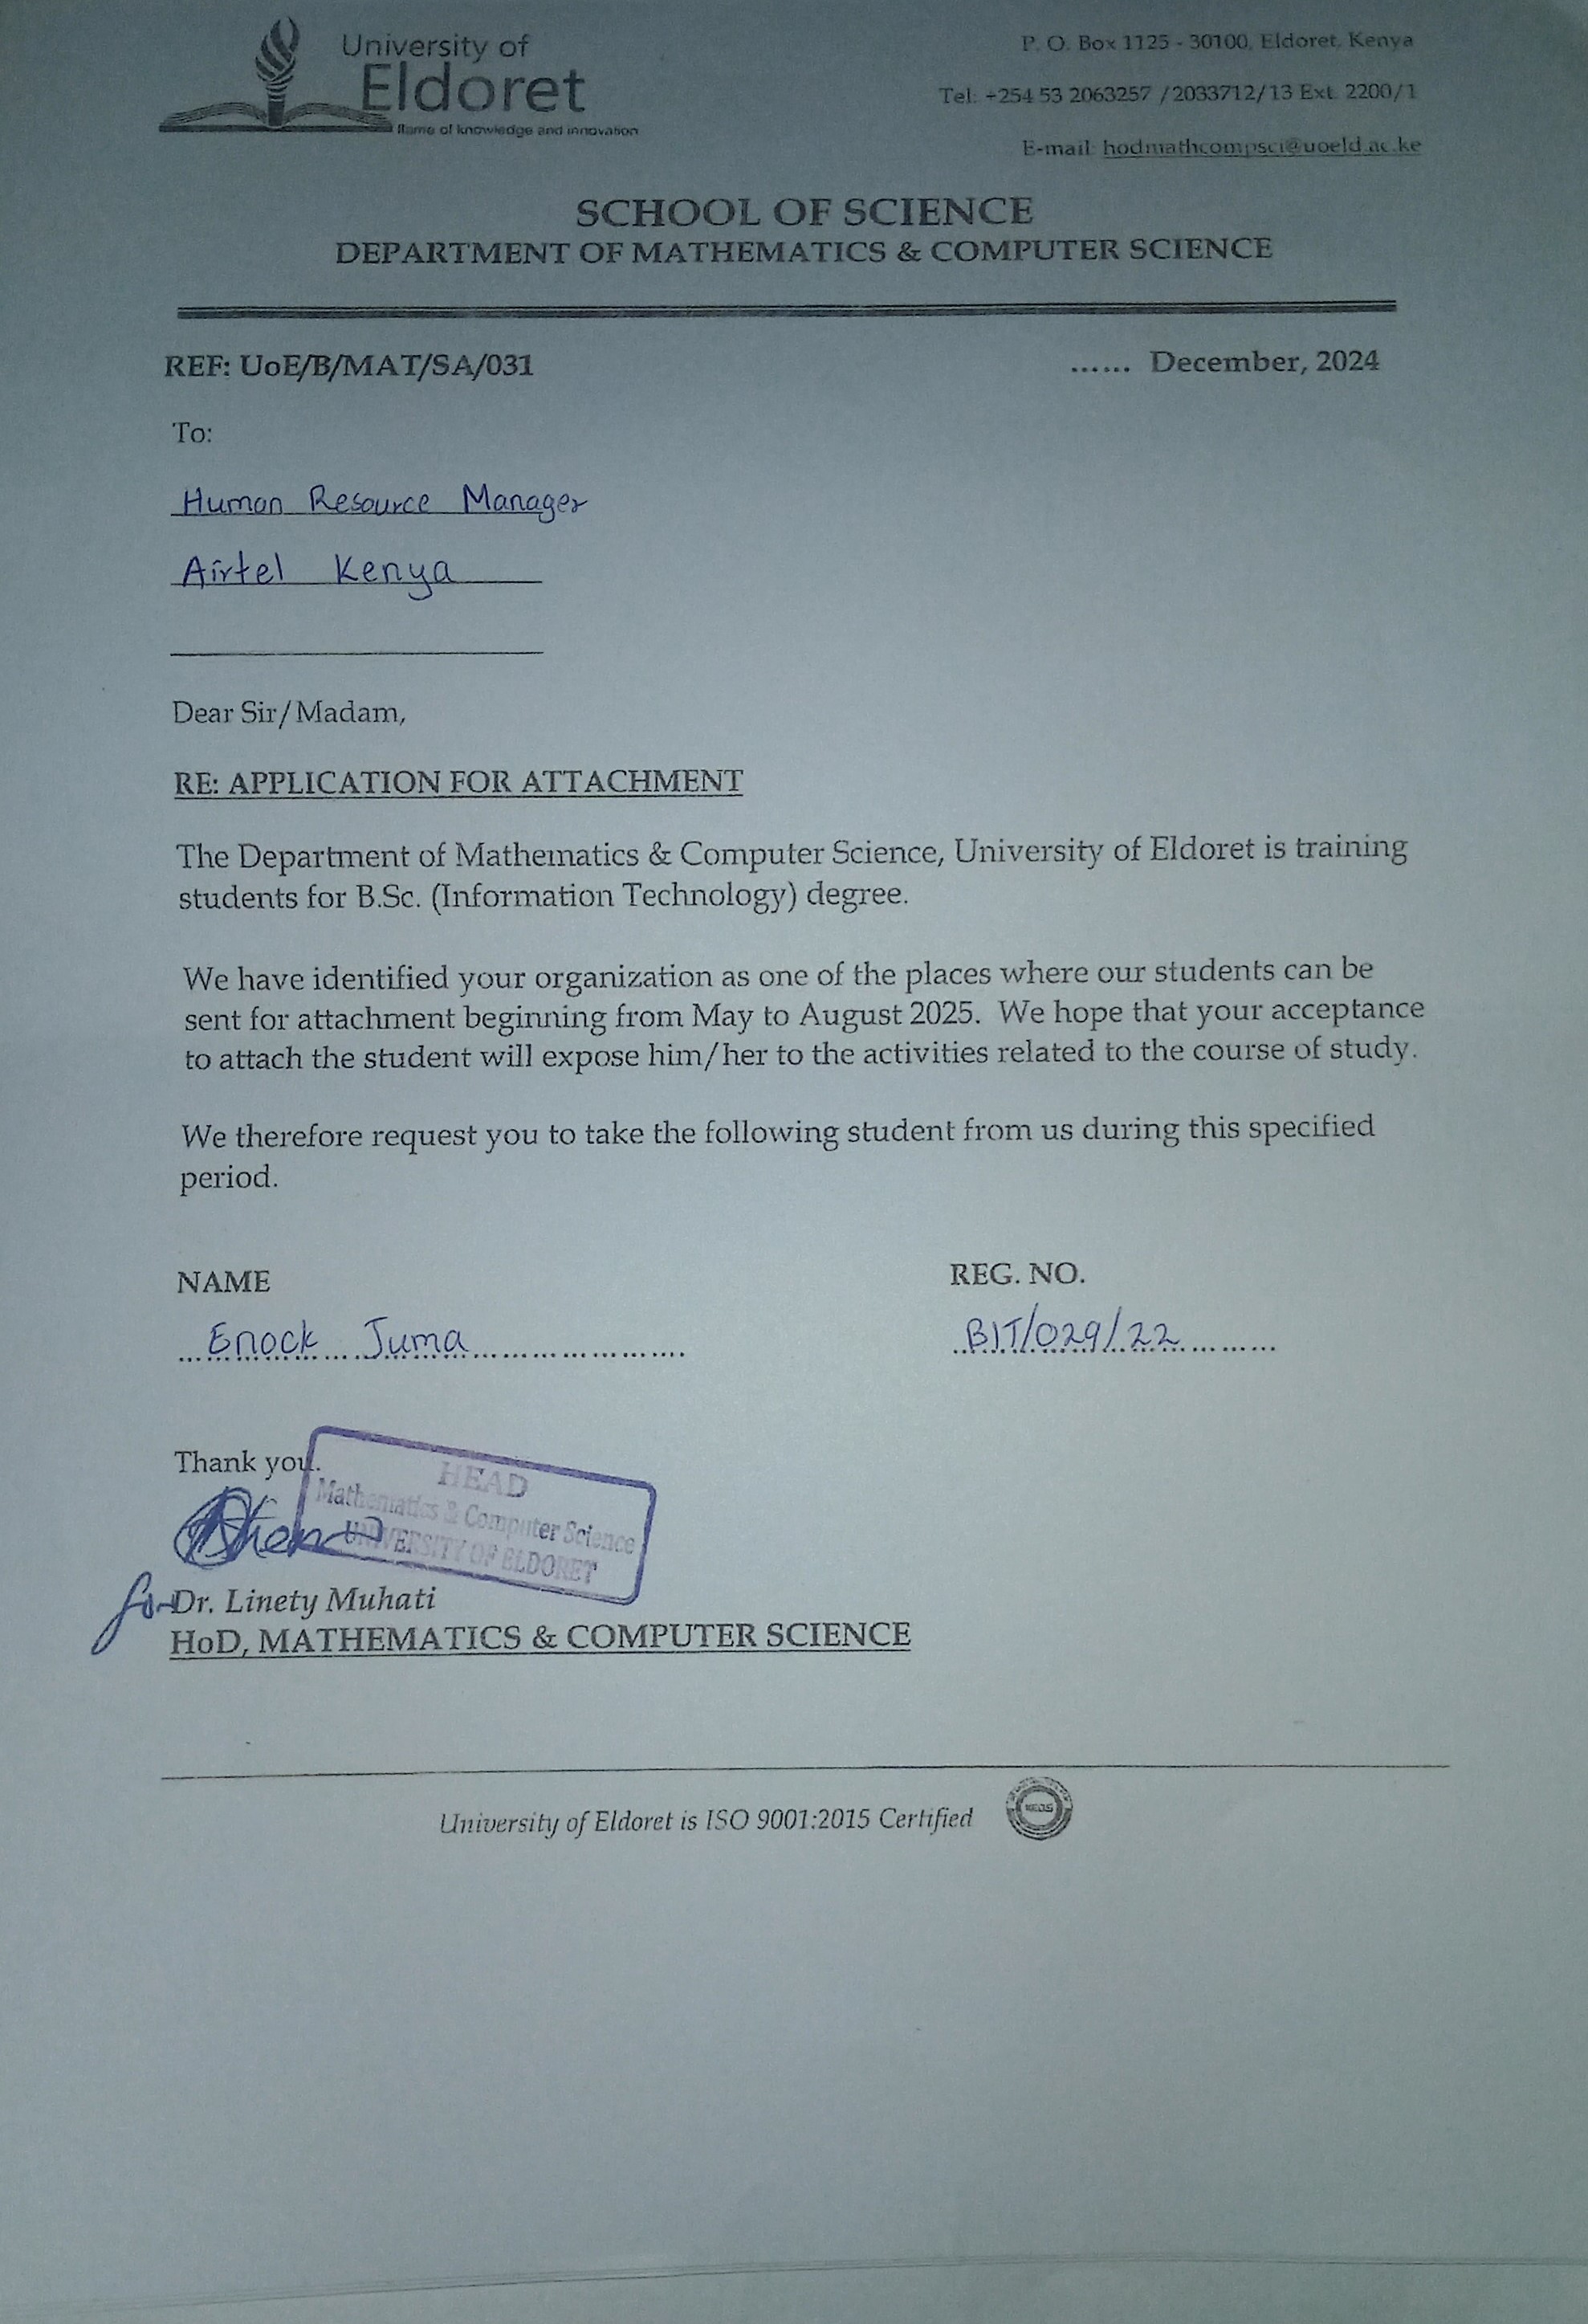 University of
Eldoret
flame of knowledge and innovation
P. O. Box 1125 - 30100, Eldoret, Kenya
Tel: +254 53 2063257 /2033712/13 Ext. 2200/1
E-mail: hodmathcompsci@uoeld.ac.ke
SCHOOL OF SCIENCE
DEPARTMENT OF MATHEMATICS & COMPUTER SCIENCE
REF: UoE/B/MAT/SA/031
...... December, 2024
To:
Human Resource Manager
Airtel Kenya
Dear Sir/Madam,
RE: APPLICATION FOR ATTACHMENT
The Department of Mathematics & Computer Science, University of Eldoret is training
students for B.Sc. (Information Technology) degree.
We have identified your organization as one of the places where our students can be
sent for attachment beginning from May to August 2025. We hope that your acceptance
to attach the student will expose him/her to the activities related to the course of study.
We therefore request you to take the following student from us during this specified
period.
NAME
REG. NO.
Enock Juma
BIT/029/22
Thank you.
HEAD
Mathematics & Computer Science
UNIVERSITY OF ELDORET
for Dr. Linety Muhati
HoD, MATHEMATICS & COMPUTER SCIENCE
University of Eldoret is ISO 9001:2015 Certified